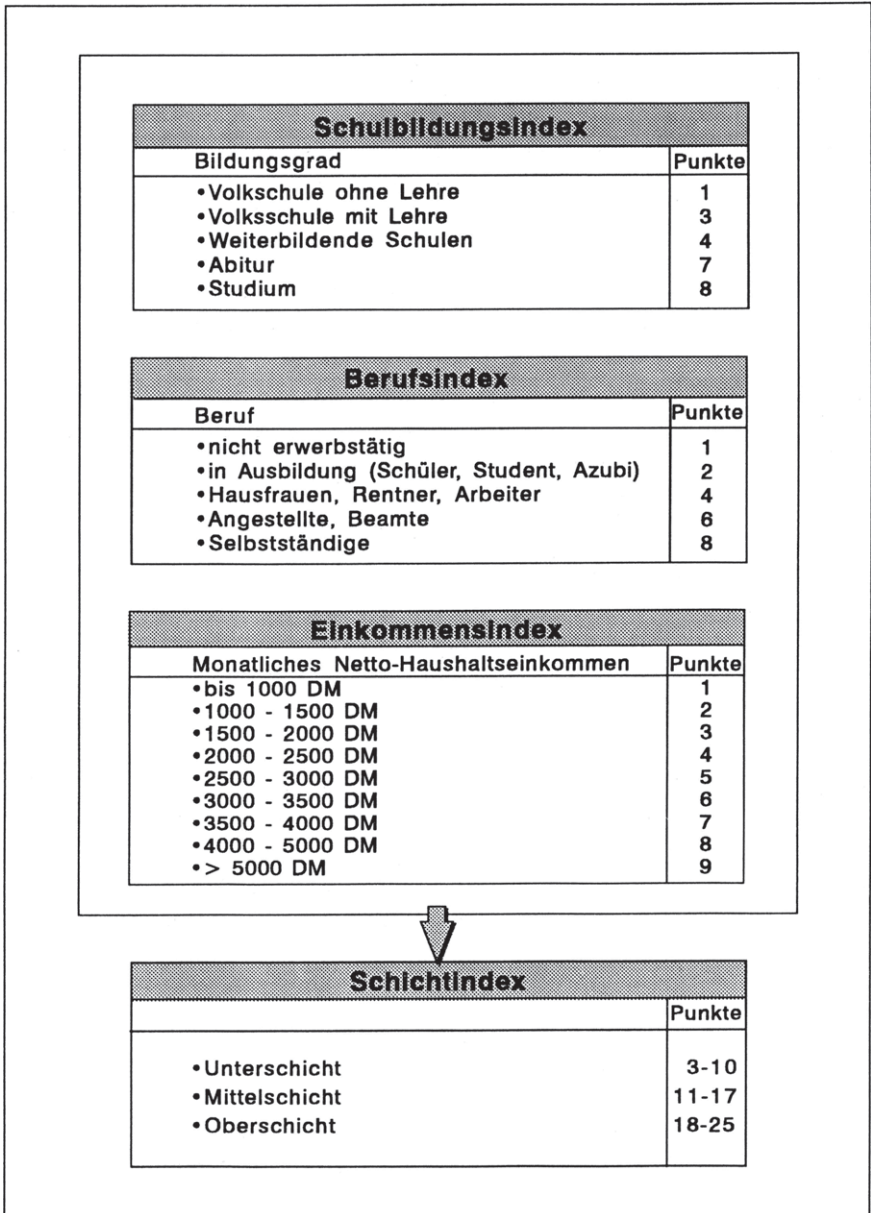 Schulbildungsindex
Bildungsgrad Punkte
•Volkschule ohne Lehre 1
•Volksschule mit Lehre 3
•Weiterbildende Schulen 4
•Abitur 7
•Studium 8
Berufsindex
Beruf Punkte
•nicht erwerbstätig 1
•in Ausbildung (Schüler, Student, Azubi) 2
•Hausfrauen, Rentner, Arbeiter 4
•Angestellte, Beamte 6
•Selbstständige 8
Einkommensindex
Monatliches Netto-Haushaltseinkommen Punkte
•bis 1000 DM 1
•1000 - 1500 DM 2
•1500 - 2000 DM 3
•2000 - 2500 DM 4
•2500 - 3000 DM 5
•3000 - 3500 DM 6
•3500 - 4000 DM 7
•4000 - 5000 DM 8
•> 5000 DM 9
Schichtindex
Punkte
•Unterschicht 3-10
•Mittelschicht 11-17
•Oberschicht 18-25